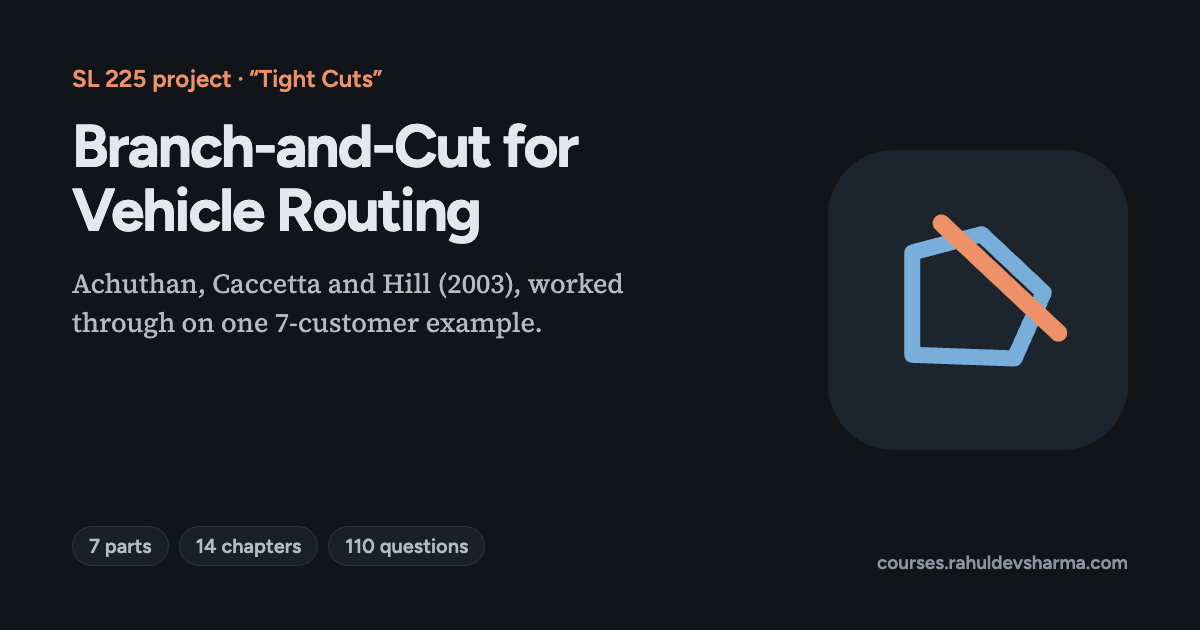 SL 225 project · “Tight Cuts”
Branch-and-Cut for
Vehicle Routing
Achuthan, Caccetta and Hill (2003), worked
through on one 7-customer example.
7 parts
14 chapters
110 questions
courses.rahuldevsharma.com